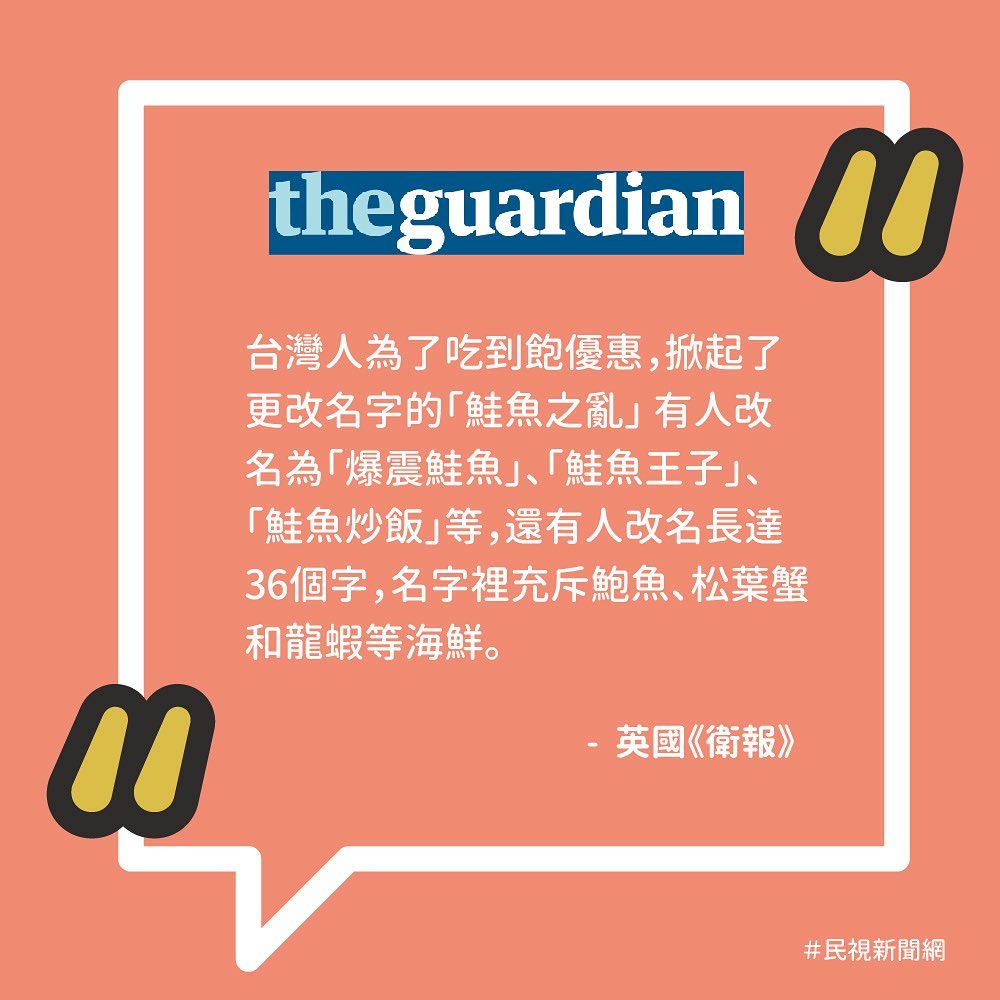 theguardian
台灣人為了吃到飽優惠,掀起了
更改名字的「鮭魚之亂」有人改
名為「爆震鮭魚」、「鮭魚王子」、
「鮭魚炒飯」等,還有人改名長達
36個字,名字裡充斥鮑魚、松葉蟹
和龍蝦等海鮮。
- 英國《衛報》
#民視新聞網